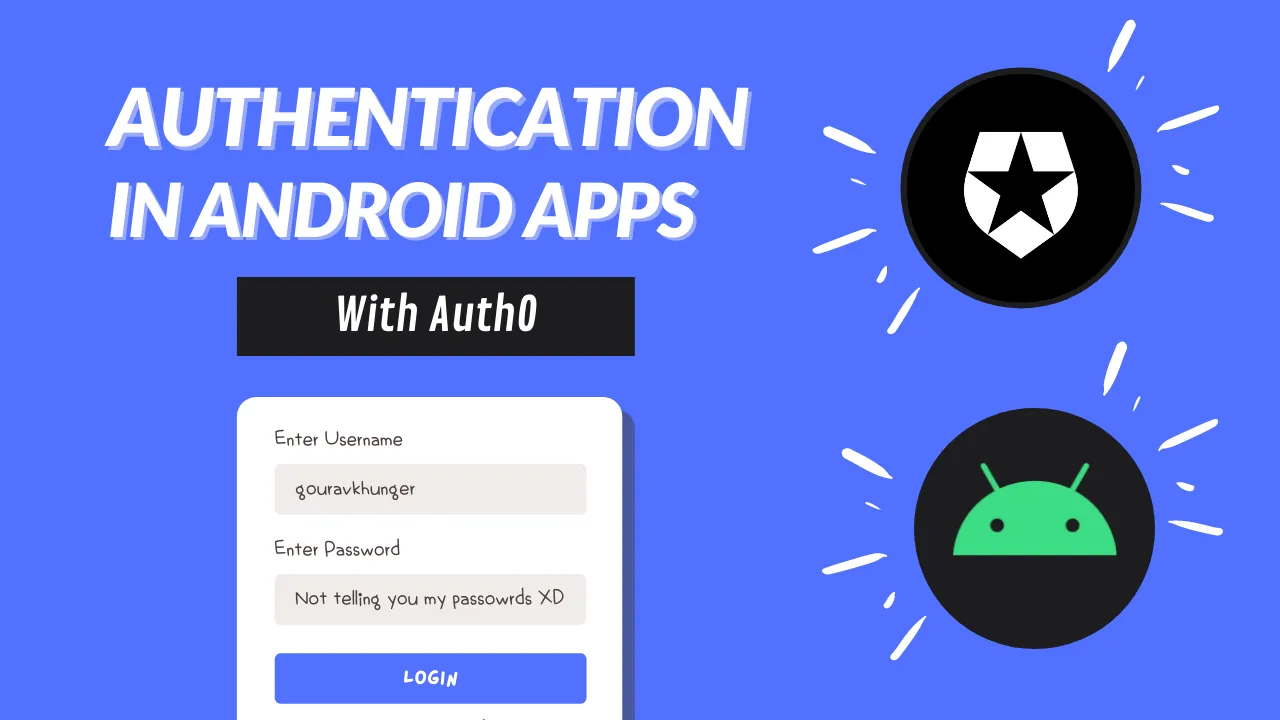 AUTHENTICATION
IN ANDROID APPS
With Auth0
Enter Username
gouravkhunger
Enter Password
Not telling you my passowrds XD
LOGIN